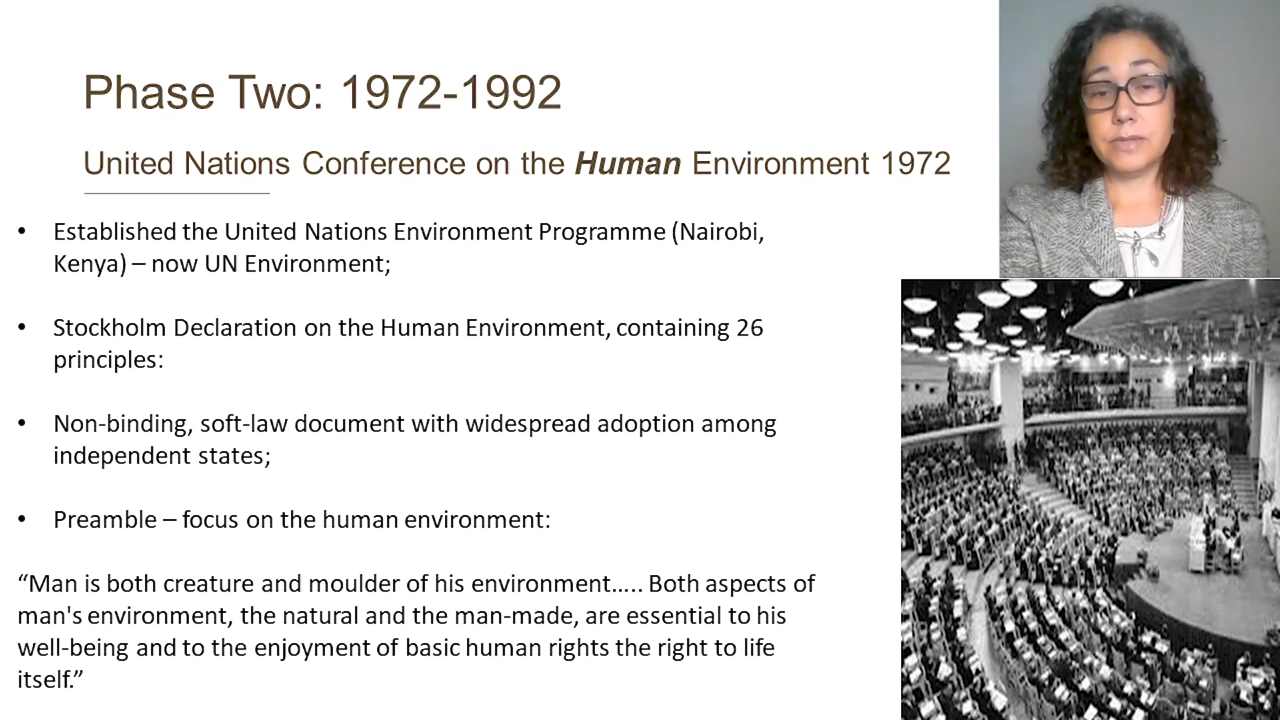 Phase Two: 1972-1992
United Nations Conference on the Human Environment 1972
• Established the United Nations Environment Programme (Nairobi,
Kenya) – now UN Environment;
• Stockholm Declaration on the Human Environment, containing 26
principles:
• Non-binding, soft-law document with widespread adoption among
independent states;
• Preamble – focus on the human environment:
“Man is both creature and moulder of his environment….. Both aspects of
man's environment, the natural and the man-made, are essential to his
well-being and to the enjoyment of basic human rights the right to life
itself.”